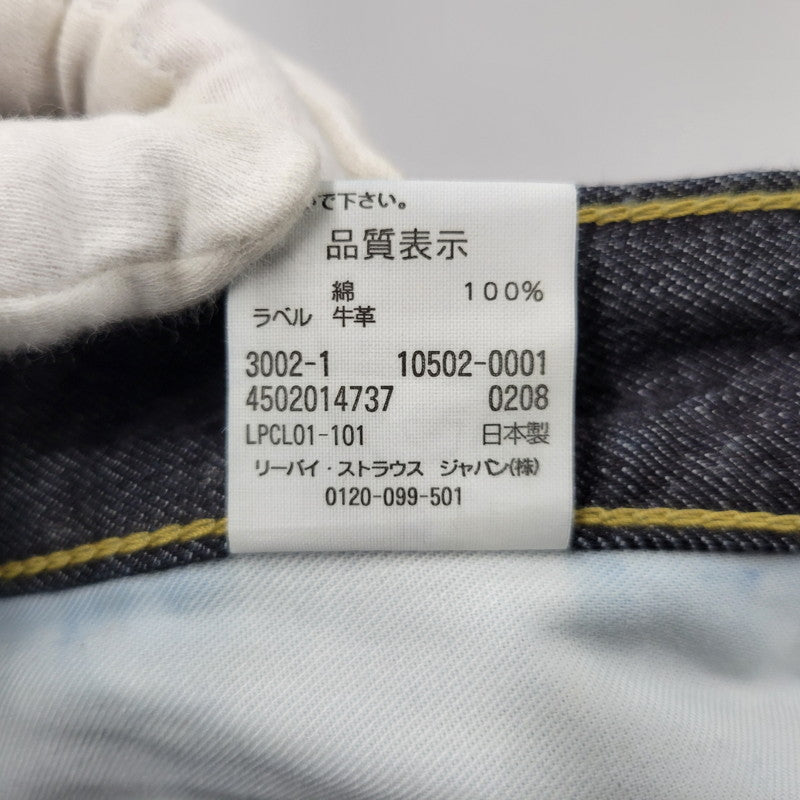 で下さい。
品質表示
綿 100%
ラベル 牛革
3002-1 10502-0001
4502014737 0208
LPCL01-101 日本製
リーバイ・ストラウス ジャパン(株)
0120-099-501